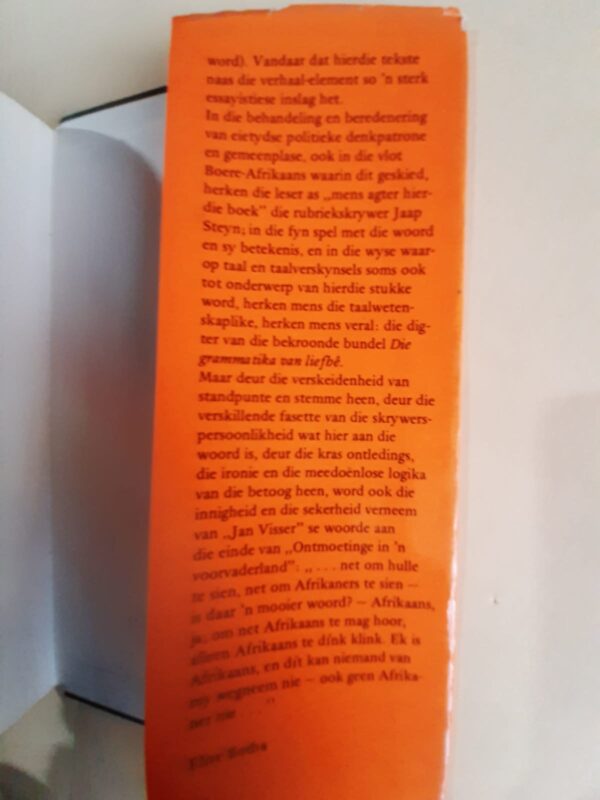 word). Vandaar dat hierdie tekste
naas die verhaal-element so 'n sterk
essayistiese inslag het.
In die behandeling en beredenering
van eietydse politieke denkpatrone
en gemeenplase, ook in die vlot
Boere-Afrikaans waarin dit geskied,
herken die leser as „mens agter hier-
die boek” die rubriekskrywer Jaap
Steyn; in die fyn spel met die woord
en sy betekenis, en in die wyse waar-
op taal en taalverskynsels soms ook
tot onderwerp van hierdie stukke
word, herken mens die taalweten-
skaplike, herken mens veral: die dig-
ter van die bekroonde bundel Die
grammatika van liefhê.
Maar deur die verskeidenheid van
standpunte en stemme heen, deur die
verskillende fasette van die skrywers-
persoonlikheid wat hier aan die
woord is, deur die kras ontledings,
die ironie en die meedoënlose logika
van die betoog heen, word ook die
innigheid en die sekerheid verneem
van „Jan Visser” se woorde aan
die einde van „Ontmoetinge in 'n
voorvaderland”: „ . . . net om hulle
te sien, net om Afrikaners te sien —
is daar 'n mooier woord? — Afrikaans,
ja, om net Afrikaans te mag hoor,
alleen Afrikaans te dink klink. Ek is
Afrikaans, en dít kan niemand van
my wegneem nie — ook geen Afrika-
ner nie . . . ”
Elize Botha